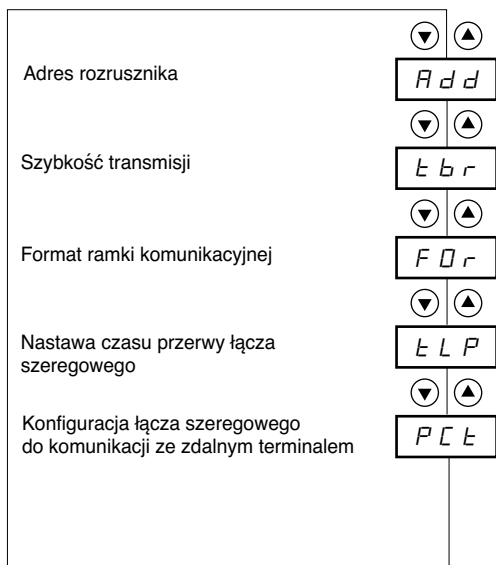 Adres rozrusznika
Add
Szybkość transmisji
tbr
Format ramki komunikacyjnej
FOr
Nastawa czasu przerwy łącza
szeregowego
tLP
Konfiguracja łącza szeregowego
do komunikacji ze zdalnym terminalem
PCt